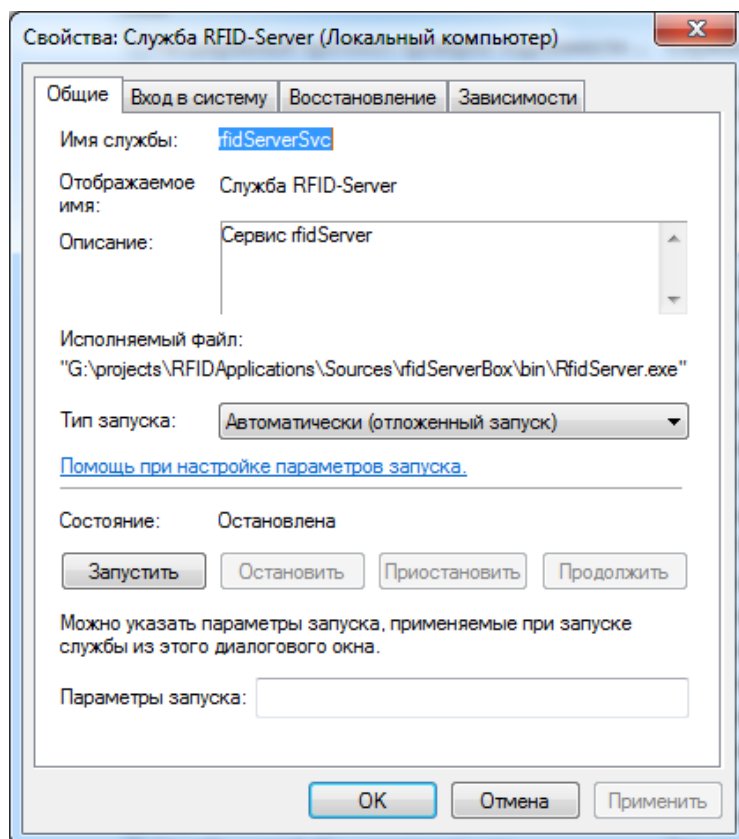 Свойства: Служба RFID-Server (Локальный компьютер)
Общие Вход в систему Восстановление Зависимости
Имя службы: rfidServerSvc
Отображаемое Служба RFID-Server
имя:
Описание: Сервис rfidServer
Исполняемый файл:
"G:\projects\RFIDApplications\Sources\rfidServerBox\bin\RfidServer.exe"
Тип запуска: Автоматически (отложенный запуск)
Помощь при настройке параметров запуска.
Состояние: Остановлена
Запустить Остановить Приостановить Продолжить
Можно указать параметры запуска, применяемые при запуске
службы из этого диалогового окна.
Параметры запуска:
OK Отмена Применить